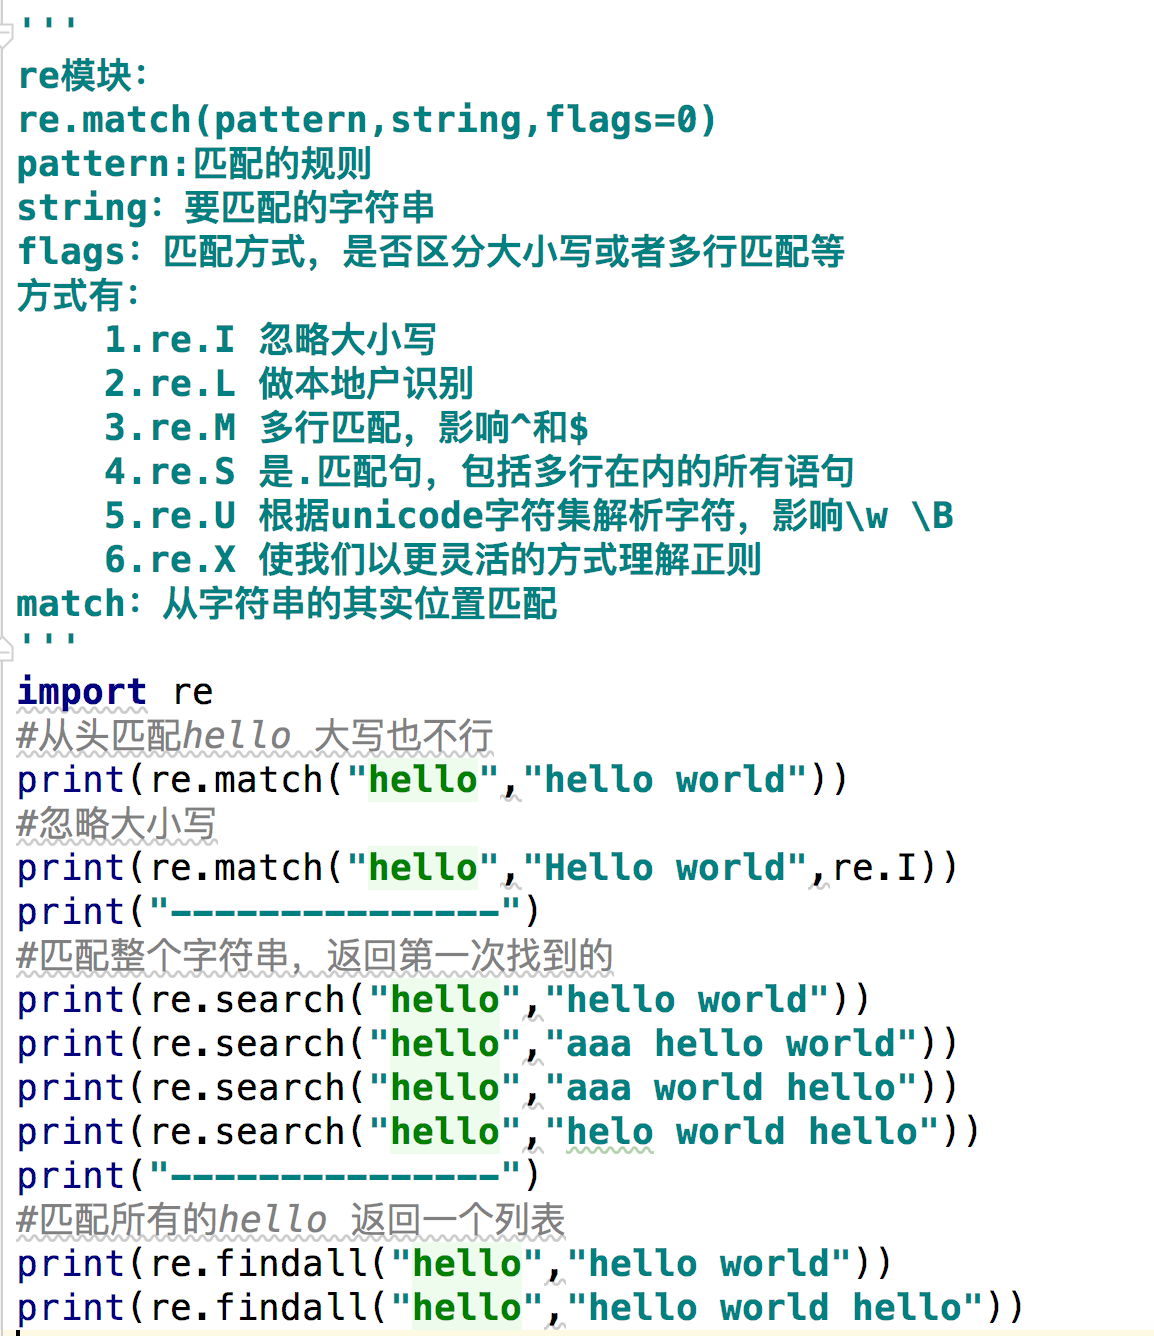 '''
re模块：
re.match(pattern,string,flags=0)
pattern:匹配的规则
string：要匹配的字符串
flags：匹配方式，是否区分大小写或者多行匹配等
方式有：
    1.re.I 忽略大小写
    2.re.L 做本地户识别
    3.re.M 多行匹配，影响^和$
    4.re.S 是.匹配句，包括多行在内的所有语句
    5.re.U 根据unicode字符集解析字符，影响\w \B
    6.re.X 使我们以更灵活的方式理解正则
match：从字符串的其实位置匹配
'''
import re
#从头匹配hello 大写也不行
print(re.match("hello","hello world"))
#忽略大小写
print(re.match("hello","Hello world",re.I))
print("---------------")
#匹配整个字符串，返回第一次找到的
print(re.search("hello","hello world"))
print(re.search("hello","aaa hello world"))
print(re.search("hello","aaa world hello"))
print(re.search("hello","helo world hello"))
print("---------------")
#匹配所有的hello 返回一个列表
print(re.findall("hello","hello world"))
print(re.findall("hello","hello world hello"))